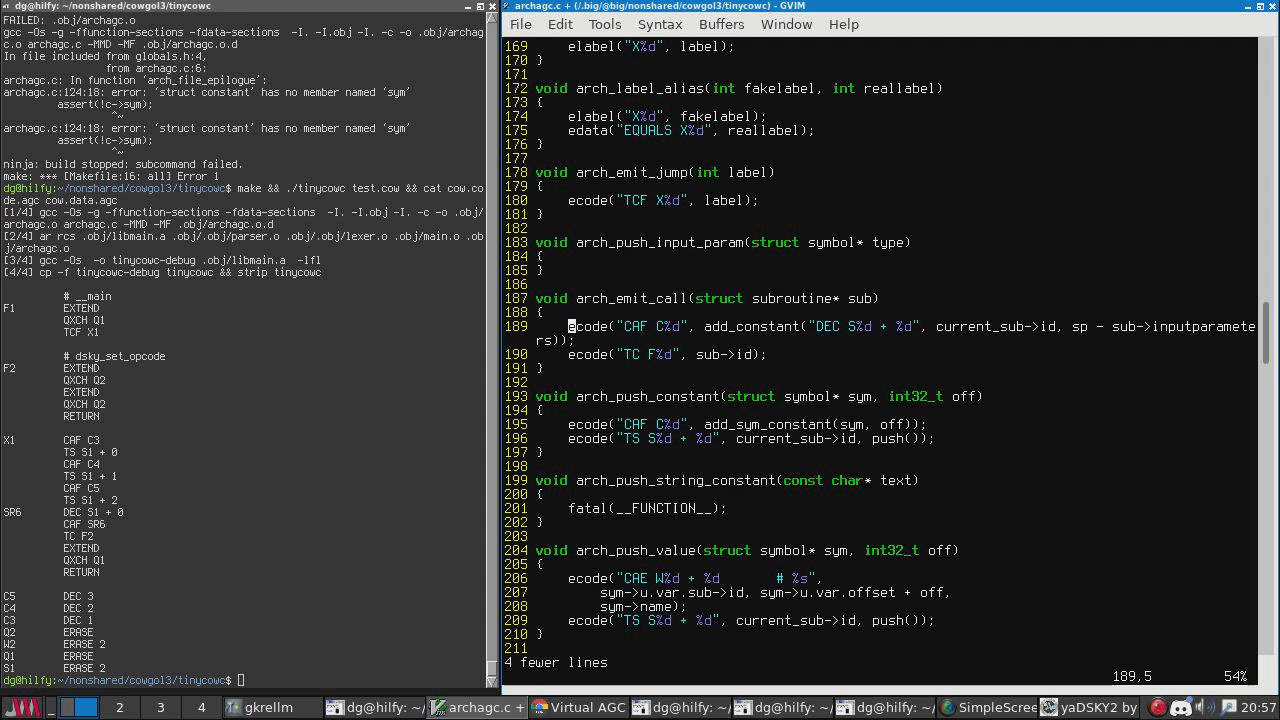 dg@hilfy: ~/nonshared/cowgol3/tinycowc
FAILED: .obj/archagc.o
gcc -Os -g -ffunction-sections -fdata-sections  -I. -I.obj -I. -c -o .obj/archag
c.o archagc.c -MMD -MF .obj/archagc.o.d
In file included from globals.h:4,
                 from archagc.c:6:
archagc.c: In function ‘arch_file_epilogue’:
archagc.c:124:18: error: ‘struct constant’ has no member named ‘sym’
         assert(!c->sym);
                  ^~
archagc.c:124:18: error: ‘struct constant’ has no member named ‘sym’
         assert(!c->sym);
                  ^~
ninja: build stopped: subcommand failed.
make: *** [Makefile:16: all] Error 1
dg@hilfy:~/nonshared/cowgol3/tinycowc$ make && ./tinycowc test.cow && cat cow.co
de.agc cow.data.agc
[1/4] gcc -Os -g -ffunction-sections -fdata-sections  -I. -I.obj -I. -c -o .obj/
archagc.o archagc.c -MMD -MF .obj/archagc.o.d
[2/4] ar rcs .obj/libmain.a .obj/.obj/parser.o .obj/.obj/lexer.o .obj/main.o .ob
j/archagc.o
[3/4] gcc -Os -o tinycowc-debug .obj/libmain.a  -lfl
[4/4] cp -f tinycowc-debug tinycowc && strip tinycowc
# __main
F1 EXTEND
QXCH Q1
TCF X1
# dsky_set_opcode
F2 EXTEND
QXCH Q2
EXTEND
QXCH Q2
RETURN
X1 CAF C3
TS S1 + 0
CAF C4
TS S1 + 1
CAF C5
TS S1 + 2
SR6 DEC S1 + 0
CAF SR6
TC F2
EXTEND
QXCH Q1
RETURN
C5 DEC 3
C4 DEC 2
C3 DEC 1
Q2 ERASE
W2 ERASE 2
Q1 ERASE
S1 ERASE 2
dg@hilfy:~/nonshared/cowgol3/tinycowc$
archagc.c + (/.big/@big/nonshared/cowgol3/tinycowc) - GVIM
File Edit Tools Syntax Buffers Window Help
169     elabel("X%d", label);
170 }
171
172 void arch_label_alias(int fakelabel, int reallabel)
173 {
174     elabel("X%d", fakelabel);
175     edata("EQUALS X%d", reallabel);
176 }
177
178 void arch_emit_jump(int label)
179 {
180     ecode("TCF X%d", label);
181 }
182
183 void arch_push_input_param(struct symbol* type)
184 {
185 }
186
187 void arch_emit_call(struct subroutine* sub)
188 {
189     ecode("CAF C%d", add_constant("DEC S%d + %d", current_sub->id, sp - sub->inputparamete
rs));
190     ecode("TC F%d", sub->id);
191 }
192
193 void arch_push_constant(struct symbol* sym, int32_t off)
194 {
195     ecode("CAF C%d", add_sym_constant(sym, off));
196     ecode("TS S%d + %d", current_sub->id, push());
197 }
198
199 void arch_push_string_constant(const char* text)
200 {
201     fatal(__FUNCTION__);
202 }
203
204 void arch_push_value(struct symbol* sym, int32_t off)
205 {
206     ecode("CAE W%d + %d       # %s",
207         sym->u.var.sub->id, sym->u.var.offset + off,
208         sym->name);
209     ecode("TS S%d + %d", current_sub->id, push());
210 }
211
4 fewer lines
189,5 54%
2 3 4 gkrellm dg@hilfy: ~/ archagc.c + Virtual AGC dg@hilfy: ~/ dg@hilfy: ~/ dg@hilfy: ~/ SimpleScreen yaDSKY2 by 20:57